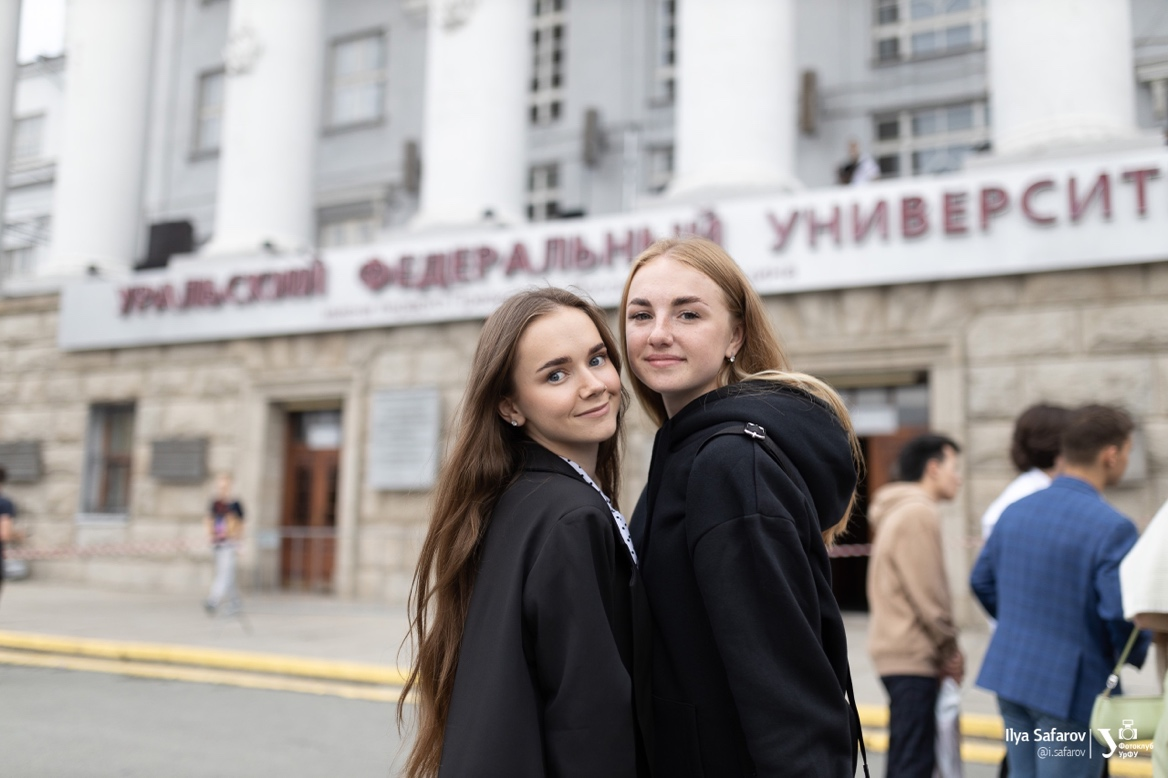 УРАЛЬСКИЙ ФЕДЕРАЛЬНЫЙ УНИВЕРСИТ
Ilya Safarov
@i.safarov
Фотоклуб
УрФУ